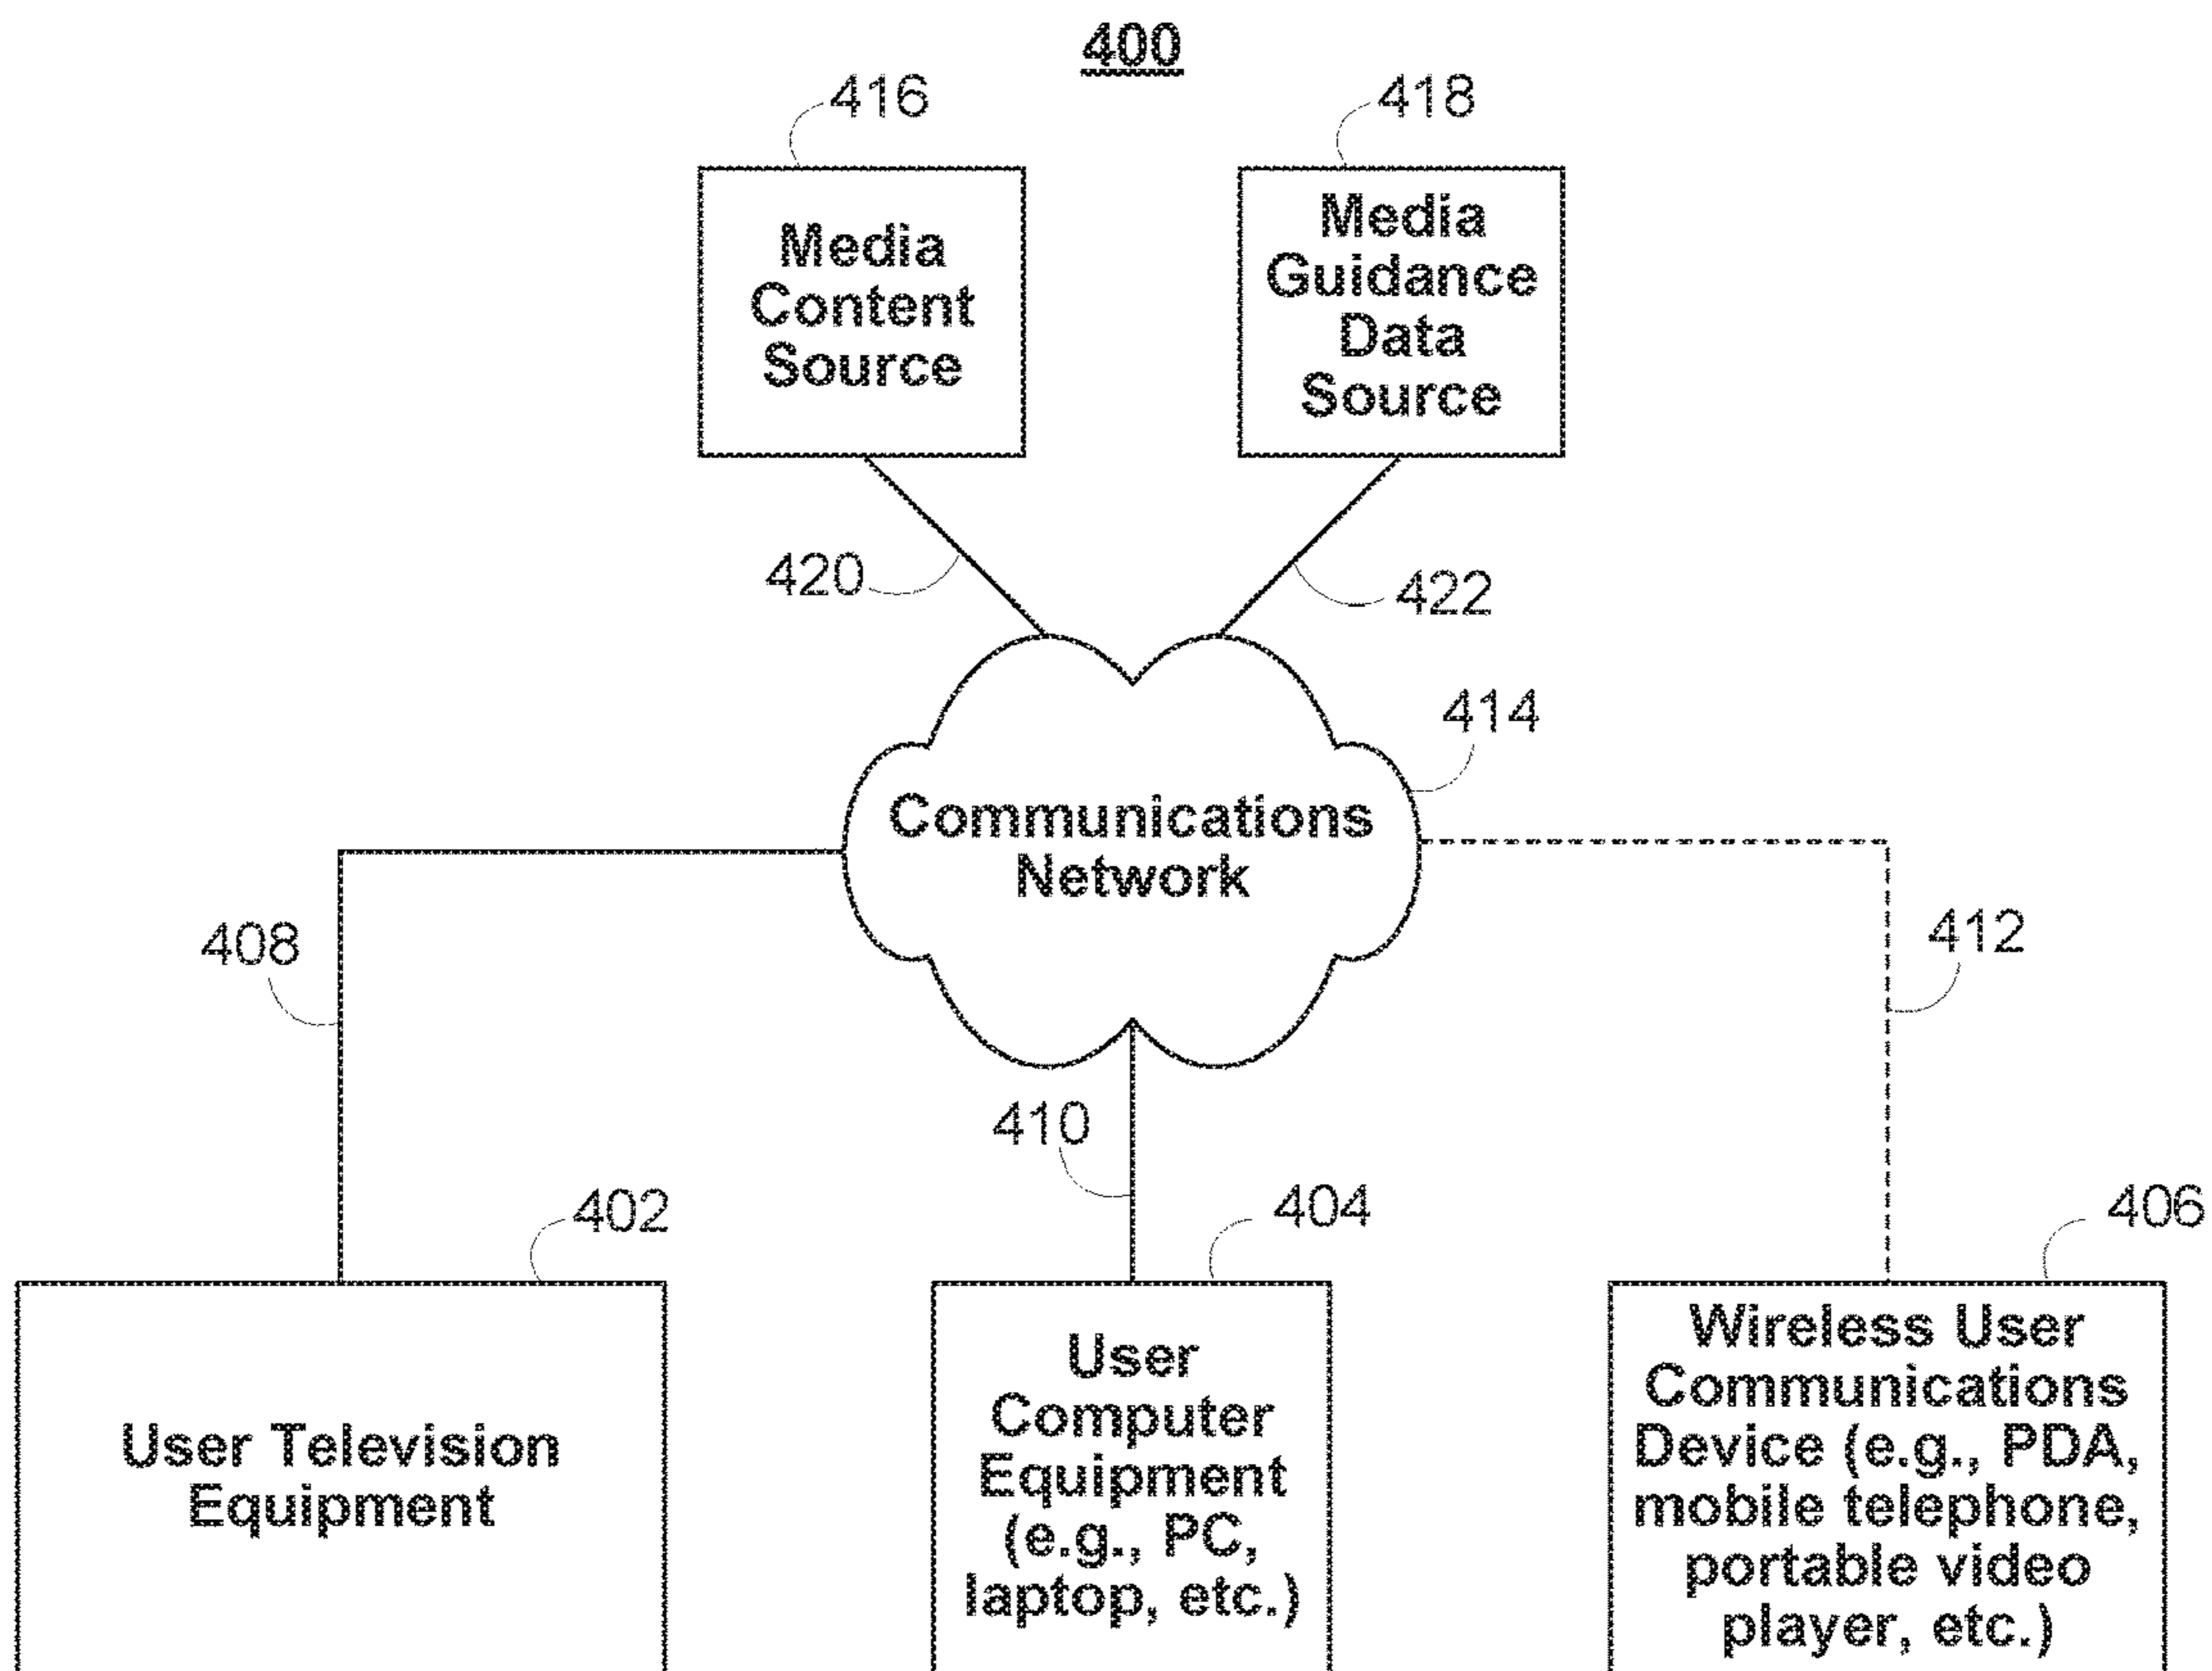 400
416
418
Media
Content
Source
Media
Guidance
Data
Source
420
422
414
Communications
Network
408
412
410
402
404
406
User Television
Equipment
User
Computer
Equipment
(e.g., PC,
laptop, etc.)
Wireless User
Communications
Device (e.g., PDA,
mobile telephone,
portable video
player, etc.)